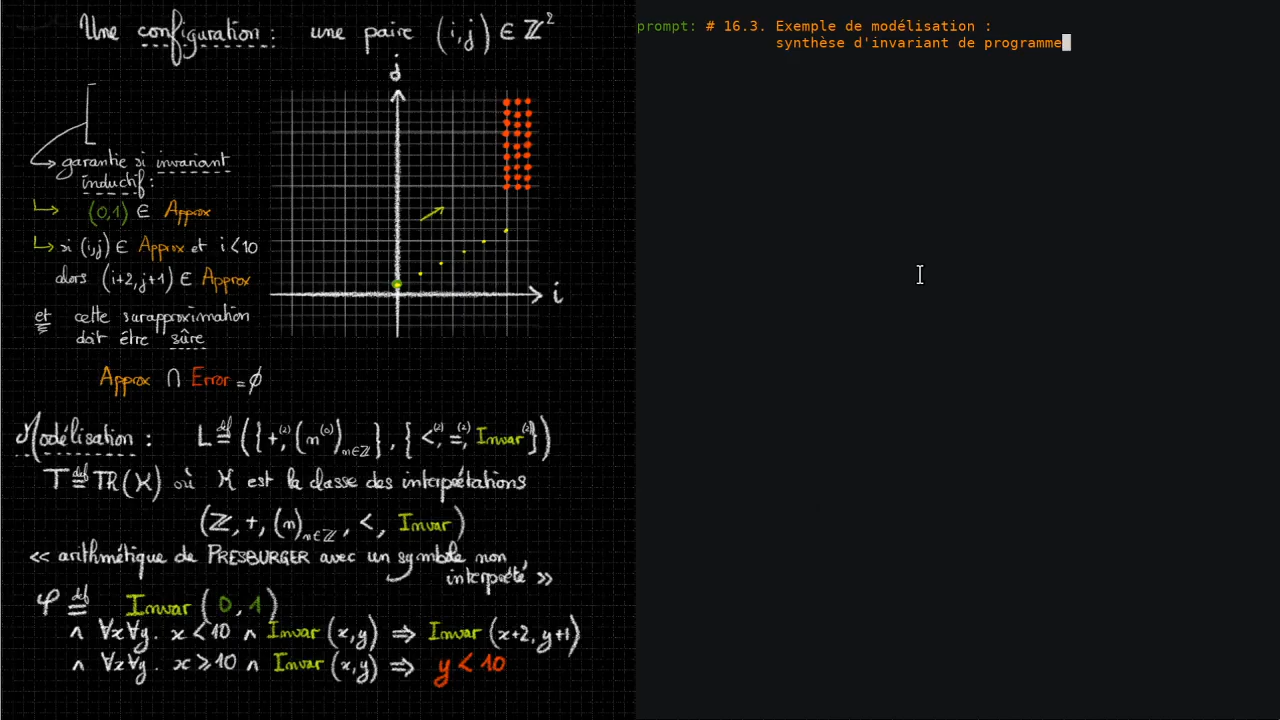 Une configuration : une paire (i,j) ∈ ℤ²
j
i
garantie si invariant
inductif :
(0,1) ∈ Approx
si (i,j) ∈ Approx et i < 10
alors (i+2, j+1) ∈ Approx
et cette surapproximation
doit être sûre
Approx ∩ Error = ∅
Modélisation : L ≝ ({+⁽²⁾, (n⁽⁰⁾)n∈ℤ}, {<⁽²⁾, =⁽²⁾, Invar⁽²⁾})
T ≝ Th(K) où K est la classe des interprétations
(ℤ, +, (n)n∈ℤ, <, Invar)
<< arithmétique de PRESBURGER avec un symbole non
interprété >>
φ ≝ Invar (0, 1)
∧ ∀x∀y. x < 10 ∧ Invar (x,y) ⇒ Invar (x+2, y+1)
∧ ∀x∀y. x ⩾ 10 ∧ Invar (x,y) ⇒ y < 10
prompt: # 16.3. Exemple de modélisation :
synthèse d'invariant de programme